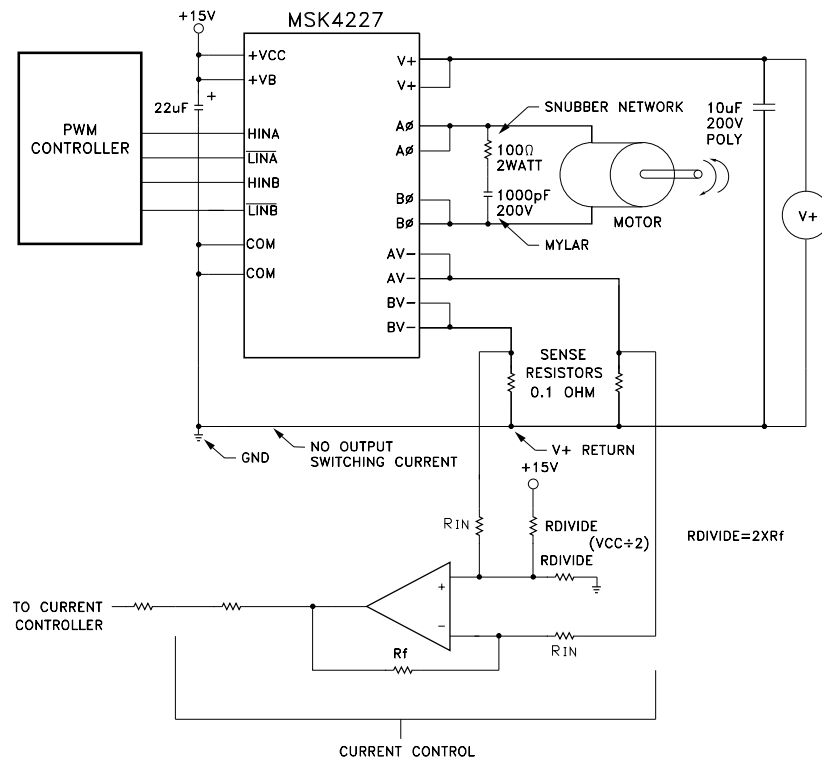 MSK4227
+15V
+VCC
+VB
22uF
+
PWM
CONTROLLER
HINA
LINA
HINB
LINB
COM
COM
V+
V+
AØ
AØ
BØ
BØ
AV-
AV-
BV-
BV-
SNUBBER NETWORK
100Ω
2WATT
1000pF
200V
MYLAR
MOTOR
10uF
200V
POLY
V+
SENSE
RESISTORS
0.1 OHM
GND
NO OUTPUT
SWITCHING CURRENT
V+ RETURN
+15V
RIN
RDIVIDE
(VCC÷2)
RDIVIDE
RDIVIDE=2XRf
+
−
RIN
Rf
TO CURRENT
CONTROLLER
CURRENT CONTROL